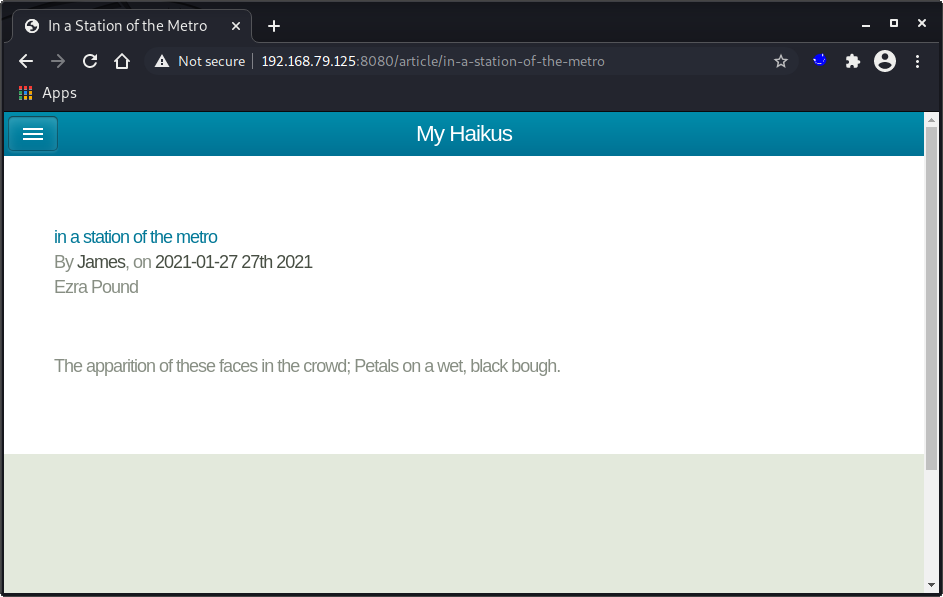 In a Station of the Metro
Not secure 192.168.79.125:8080/article/in-a-station-of-the-metro
Apps
My Haikus
in a station of the metro
By James, on 2021-01-27 27th 2021
Ezra Pound
The apparition of these faces in the crowd; Petals on a wet, black bough.